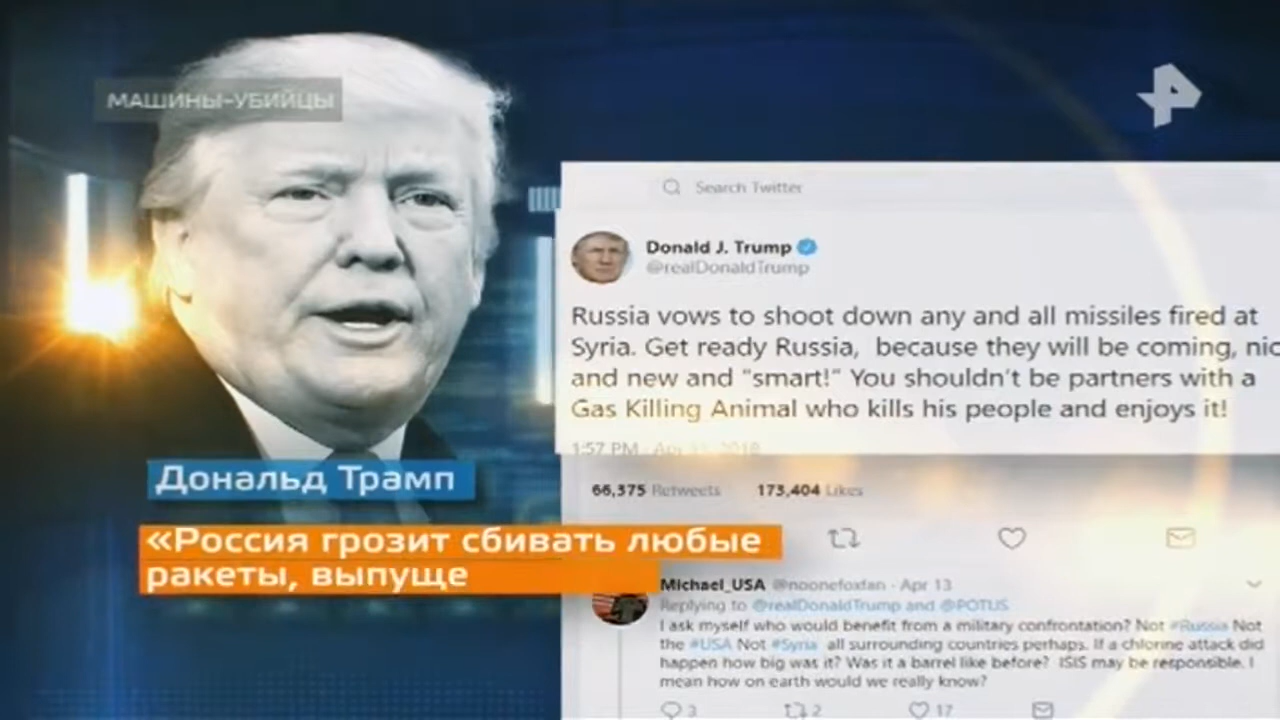 МАШИНЫ-УБИЙЦЫ
Search Twitter
Donald J. Trump
@realDonaldTrump
Russia vows to shoot down any and all missiles fired at
Syria. Get ready Russia, because they will be coming, nic
and new and "smart!" You shouldn't be partners with a
Gas Killing Animal who kills his people and enjoys it!
1:57 PM Apr 2018
66,375 Retweets 173,404 Likes
Дональд Трамп
«Россия грозит сбивать любые
ракеты, выпуще
Michael_USA @noonefoxfan - Apr 13
Replying to @realDonaldTrump and @POTUS
I ask myself who would benefit from a military confrontation? Not #Russia Not
the #USA Not #Syria all surrounding countries perhaps. If a chlorine attack did
happen how big was it? Was it a barrel like before? ISIS may be responsible. I
mean how on earth would we really know?
3 2 17